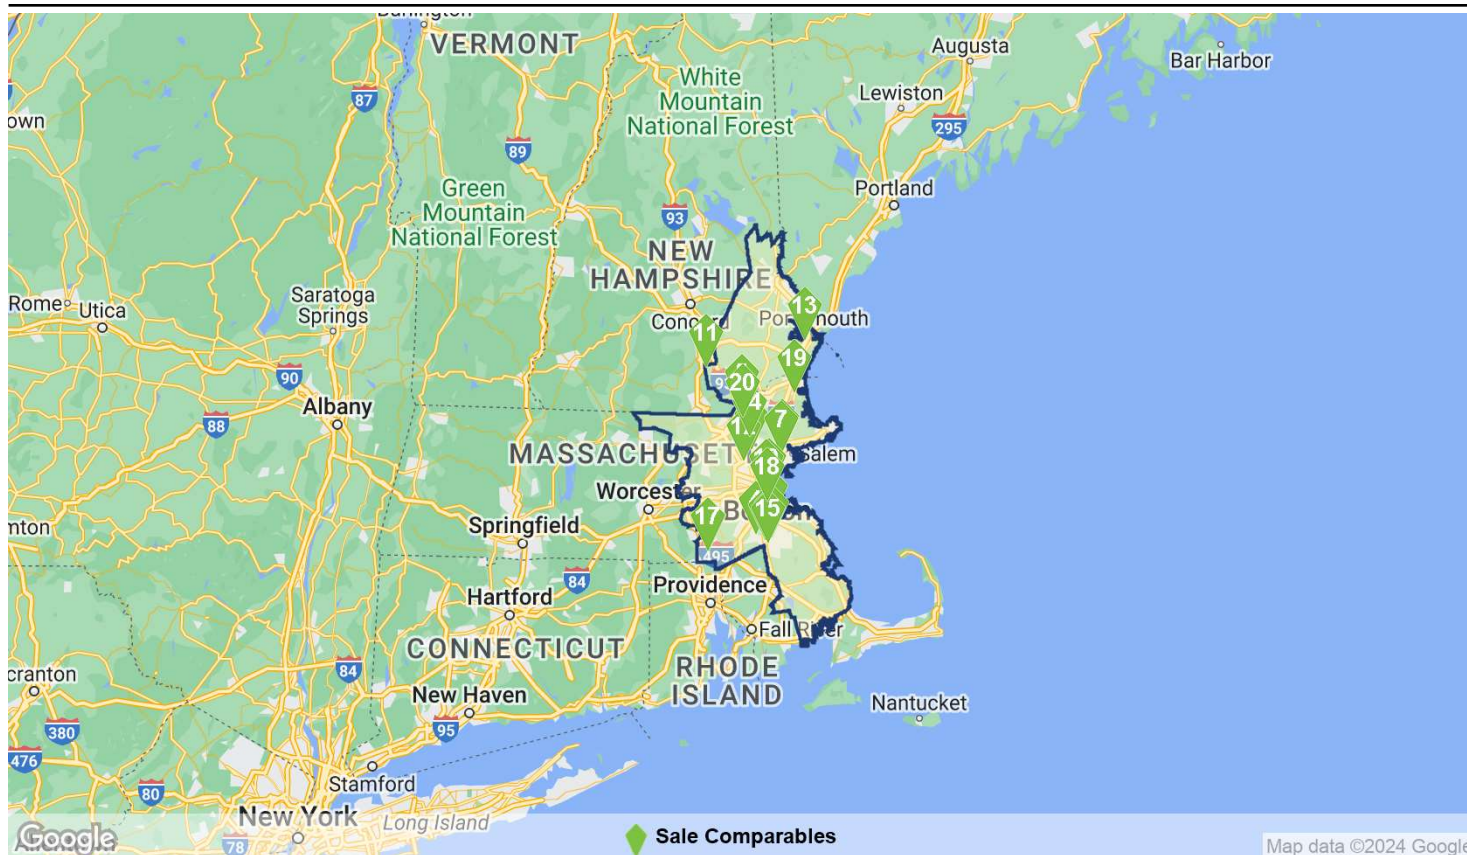 VERMONT
Augusta
Bar Harbor
White
Mountain
National Forest
Lewiston
87
own
295
89
Green
Mountain
National Forest
Portland
93
NEW
HAMPSHIRE
Saratoga
Springs
Rome
Utica
13
11
19
90
20
Albany
4
7
88
MASSACHUSET
Salem
18
Worcester
15
17
Springfield
495
84
Providence
Hartford
Fall River
CONNECTICUT
RHODE
ISLAND
84
cranton
New Haven
Nantucket
95
380
476
Stamford
80
New York
Long Island
78
Google
Sale Comparables
Map data ©2024 Google